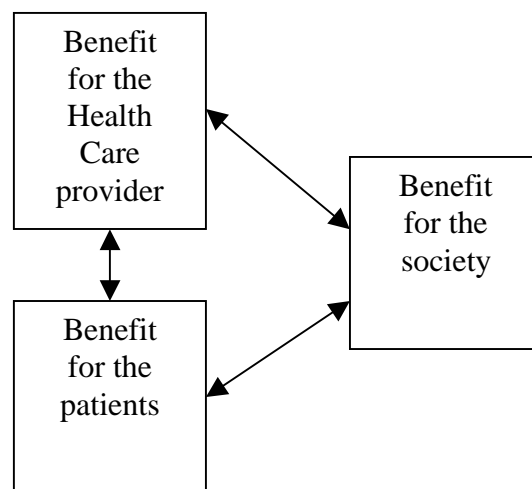 Benefit
for the
Health
Care
provider
Benefit
for the
society
Benefit
for the
patients